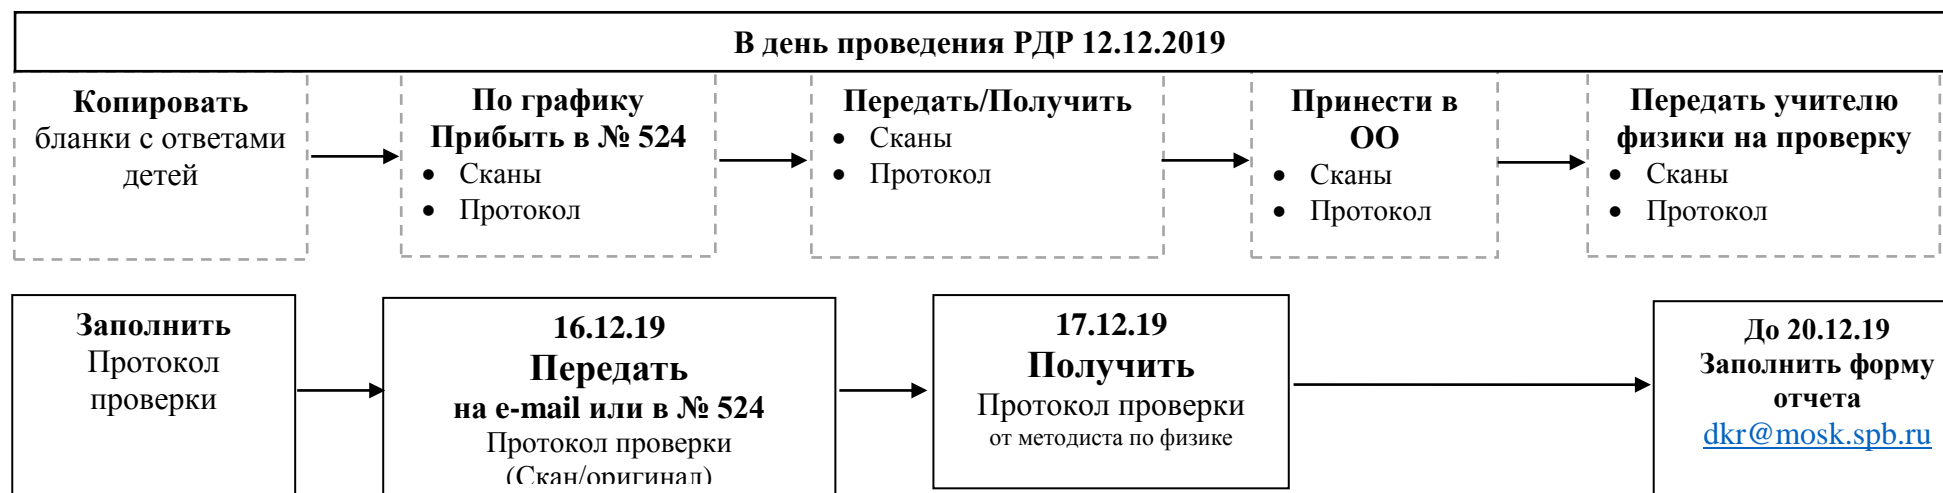 В день проведения РДР 12.12.2019
Копировать
бланки с ответами
детей
По графику
Прибыть в № 524
• Сканы
• Протокол
Передать/Получить
• Сканы
• Протокол
Принести в
ОО
• Сканы
• Протокол
Передать учителю
физики на проверку
• Сканы
• Протокол
Заполнить
Протокол
проверки
16.12.19
Передать
на e-mail или в № 524
Протокол проверки
(Скан/оригинал)
17.12.19
Получить
Протокол проверки
от методиста по физике
До 20.12.19
Заполнить форму
отчета
dkr@mosk.spb.ru